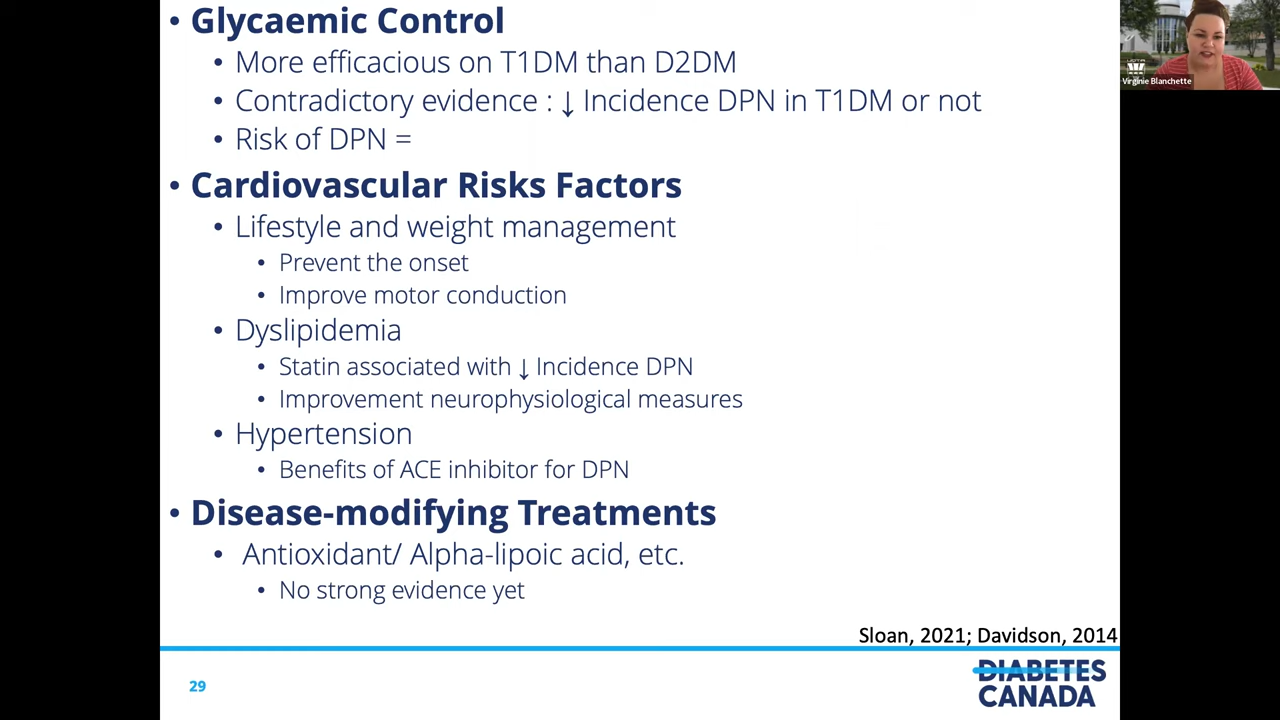 • Glycaemic Control
• More efficacious on T1DM than D2DM
• Contradictory evidence : ↓ Incidence DPN in T1DM or not
• Risk of DPN =
• Cardiovascular Risks Factors
• Lifestyle and weight management
• Prevent the onset
• Improve motor conduction
• Dyslipidemia
• Statin associated with ↓ Incidence DPN
• Improvement neurophysiological measures
• Hypertension
• Benefits of ACE inhibitor for DPN
• Disease-modifying Treatments
• Antioxidant/ Alpha-lipoic acid, etc.
• No strong evidence yet
Sloan, 2021; Davidson, 2014
29
DIABETES
CANADA
UQTR
Virginie Blanchette